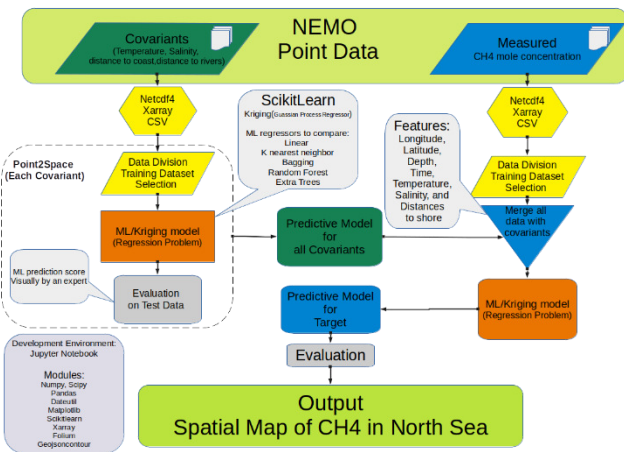 NEMO
Point Data
Covariants
(Temperature, Salinity,
distance to coast,distance to rivers)
Measured
CH4 mole concentration
Netcdf4
Xarray
CSV
ScikitLearn
Kriging(Guassian Prozess Regressor)
ML regressors to compare:
Linear
K nearest neighbor
Bagging
Random Forest
Extra Trees
Features:
Longitude,
Latitude,
Depth,
Time,
Temperature,
Salinity, and
Distances
to shore
Netcdf4
Xarray
CSV
Point2Space
(Each Covariant)
Data Division
Training Dataset
Selection
Data Division
Training Dataset
Selection
ML/Kriging model
(Regression Problem)
Predictive Model
for
all Covariants
Merge all
data with
covariants
ML prediction score
Visually by an expert
Evaluation
on Test Data
Predictive Model for
Target
ML/Kriging model
(Regression Problem)
Evaluation
Development Environment:
Jupyter Notebook
Modules:
Numpy, Scipy
Pandas
Dateutil
Matplotlib
Scikitlearn
Xarray
Folium
Geojsoncontour
Output
Spatial Map of CH4 in North Sea